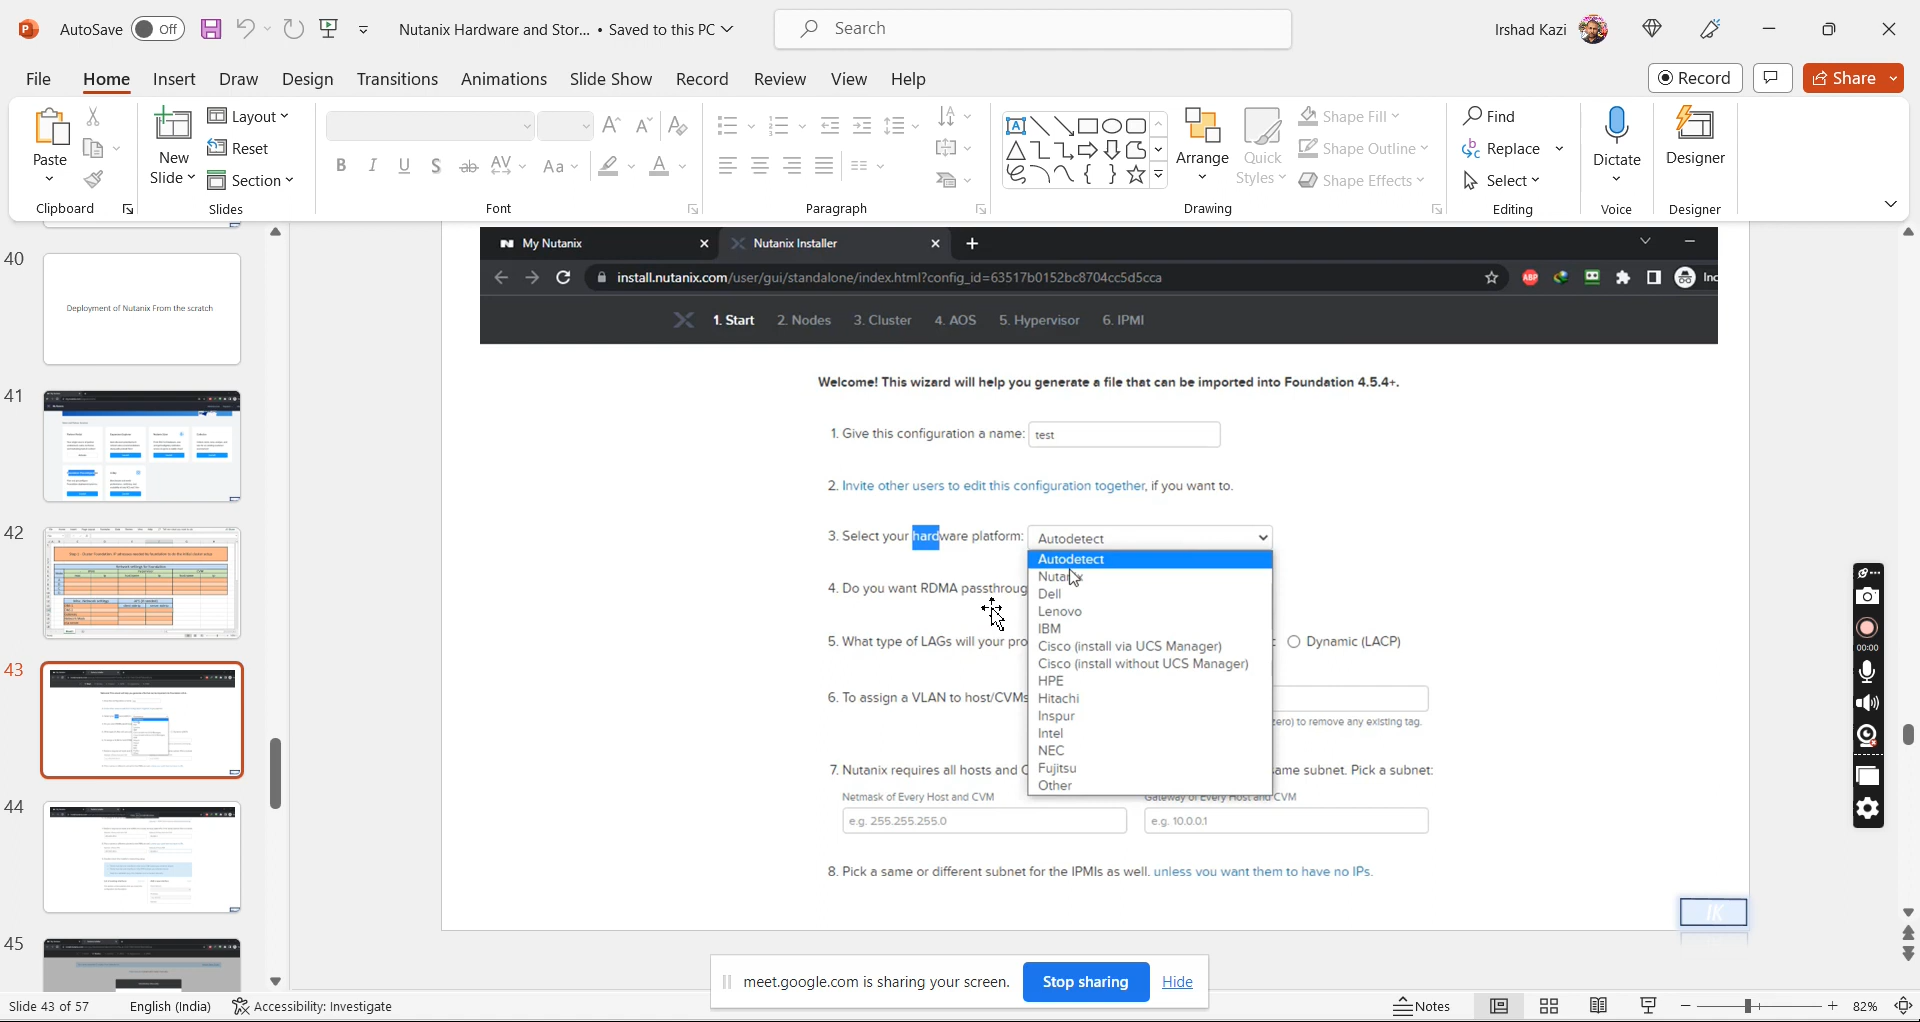 AutoSave Off Nutanix Hardware and Stor... • Saved to this PC Search Irshad Kazi
File Home Insert Draw Design Transitions Animations Slide Show Record Review View Help Record Share
Paste
New Slide
Layout
Reset
Section
Arrange
Quick Styles
Shape Fill
Shape Outline
Shape Effects
Find
Replace
Select
Dictate
Designer
Clipboard Slides Font Paragraph Drawing Editing Voice Designer
40
Deployment of Nutanix From the scratch
41
42
43
44
45
My Nutanix Nutanix Installer
install.nutanix.com/user/gui/standalone/index.html?config_id=63517b0152bc8704cc5d5cca ABP Inc
1. Start 2. Nodes 3. Cluster 4. AOS 5. Hypervisor 6. IPMI
Welcome! This wizard will help you generate a file that can be imported into Foundation 4.5.4+.
1. Give this configuration a name: test
2. Invite other users to edit this configuration together, if you want to.
3. Select your hardware platform: Autodetect
Autodetect
Nutanix
Dell
Lenovo
IBM
Cisco (install via UCS Manager)
Cisco (install without UCS Manager)
HPE
Hitachi
Inspur
Intel
NEC
Fujitsu
Other
4. Do you want RDMA passthroug
5. What type of LAGs will your pro Dynamic (LACP)
6. To assign a VLAN to host/CVMs
zero) to remove any existing tag.
7. Nutanix requires all hosts and C ame subnet. Pick a subnet:
Netmask of Every Host and CVM Gateway of Every Host and CVM
e.g. 255.255.255.0 e.g. 10.0.0.1
8. Pick a same or different subnet for the IPMIs as well. unless you want them to have no IPs.
IK
00:00
meet.google.com is sharing your screen. Stop sharing Hide
Slide 43 of 57 English (India) Accessibility: Investigate Notes 82%